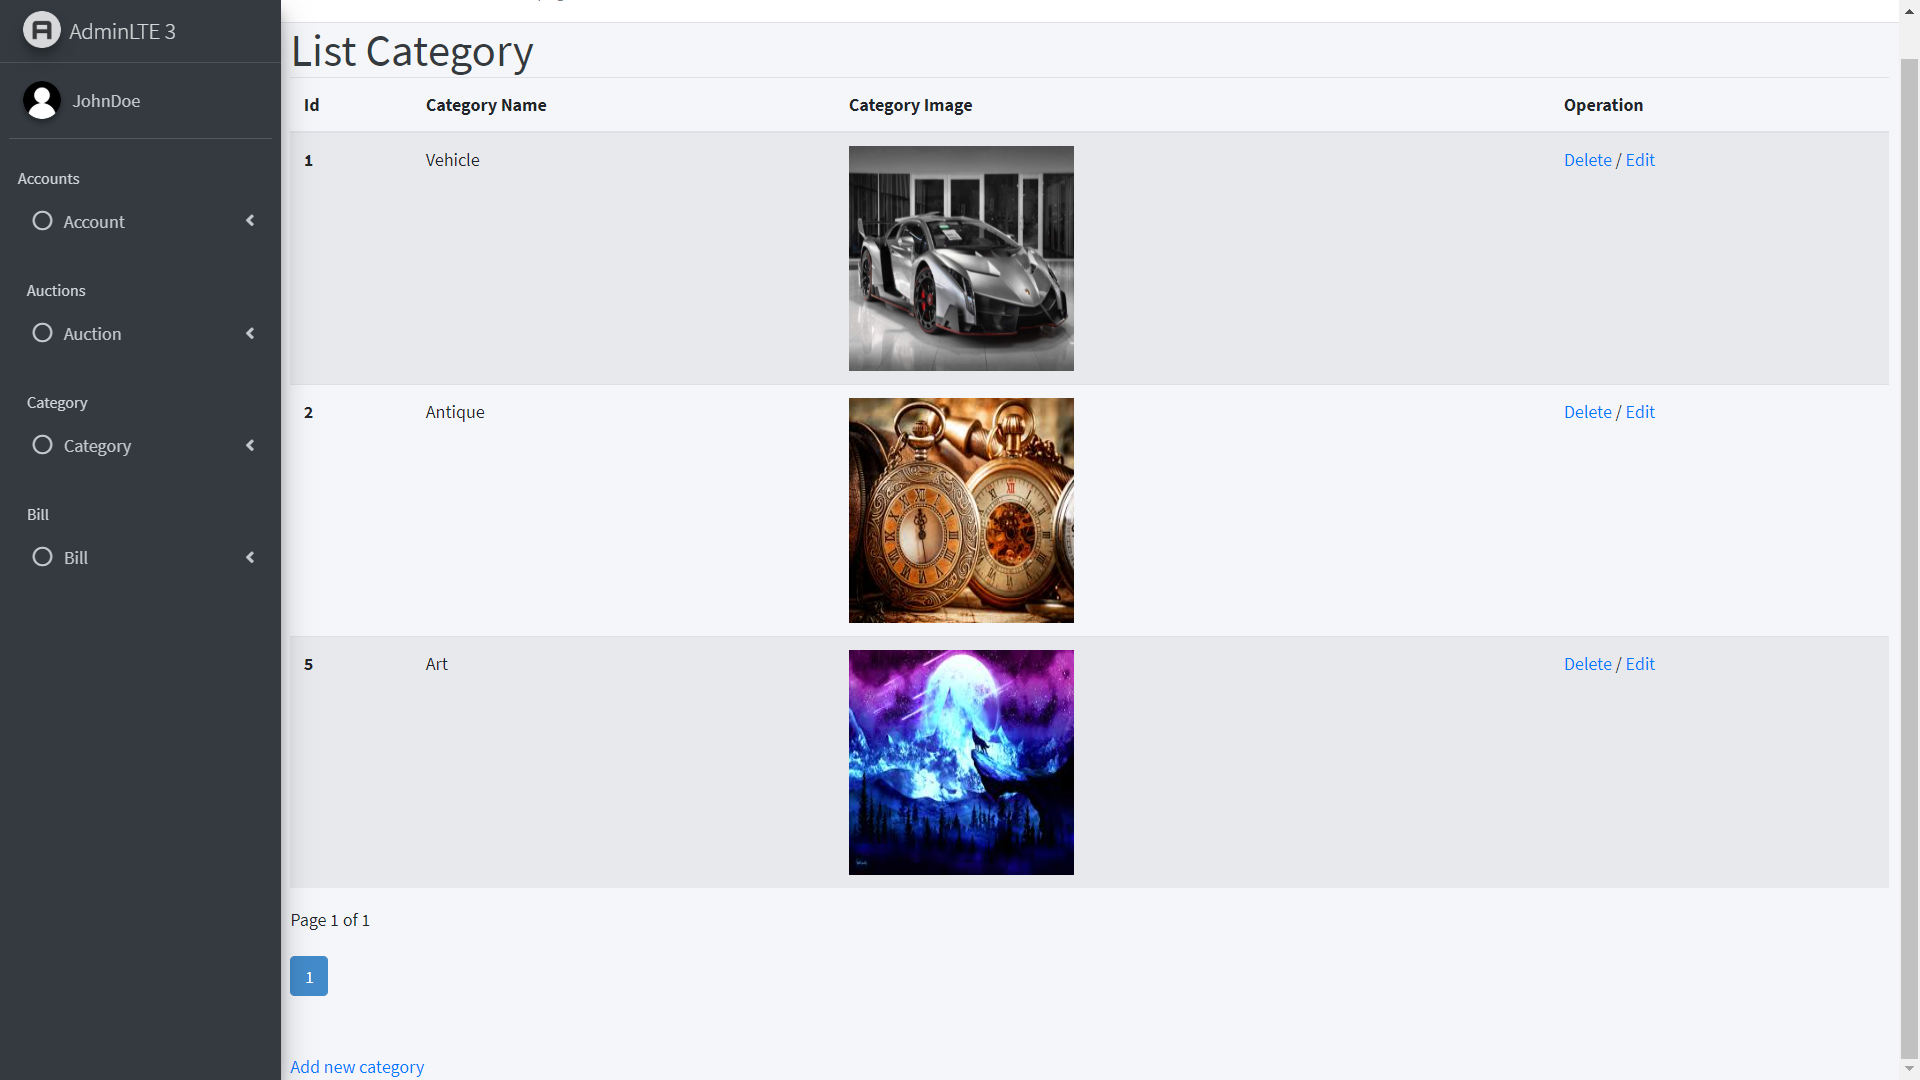 AdminLTE 3
JohnDoe
Accounts
Account
Auctions
Auction
Category
Category
Bill
Bill
List Category
Id Category Name Category Image Operation
1 Vehicle Delete / Edit
2 Antique Delete / Edit
5 Art Delete / Edit
Page 1 of 1
1
Add new category